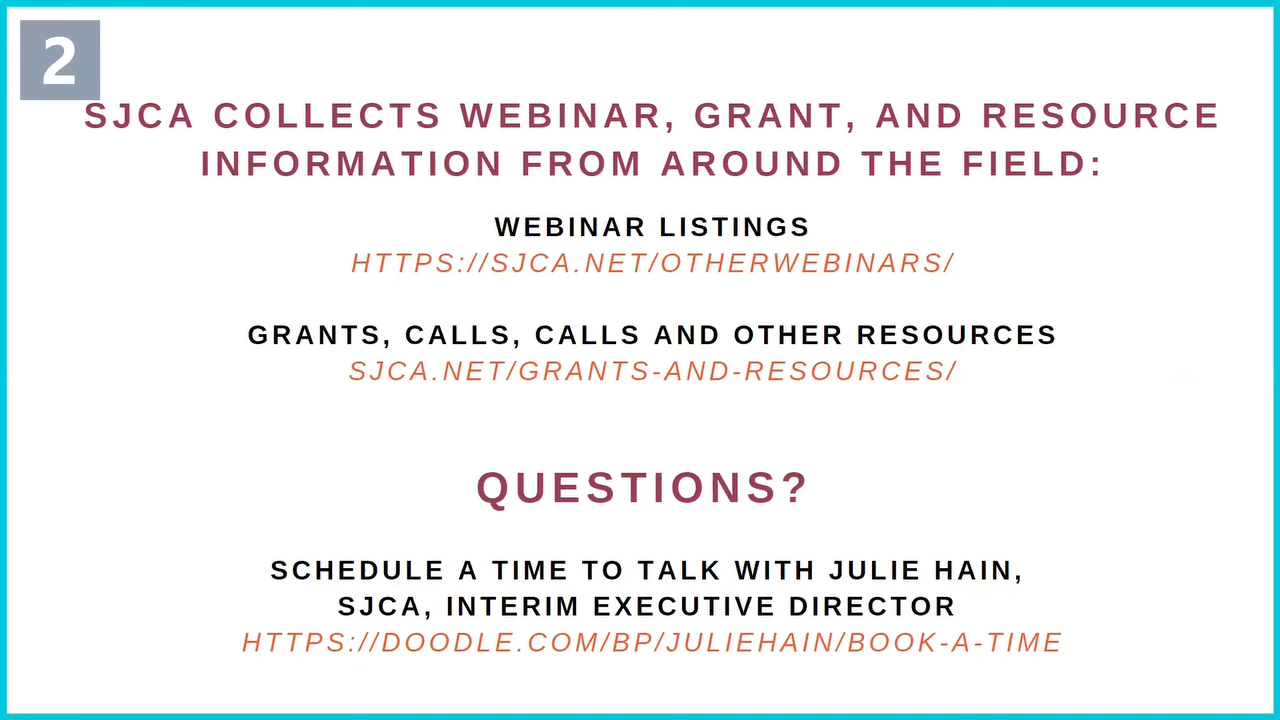 2
SJCA COLLECTS WEBINAR, GRANT, AND RESOURCE
INFORMATION FROM AROUND THE FIELD:
WEBINAR LISTINGS
HTTPS://SJCA.NET/OTHERWEBINARS/
GRANTS, CALLS, CALLS AND OTHER RESOURCES
SJCA.NET/GRANTS-AND-RESOURCES/
QUESTIONS?
SCHEDULE A TIME TO TALK WITH JULIE HAIN,
SJCA, INTERIM EXECUTIVE DIRECTOR
HTTPS://DOODLE.COM/BP/JULIEHAIN/BOOK-A-TIME